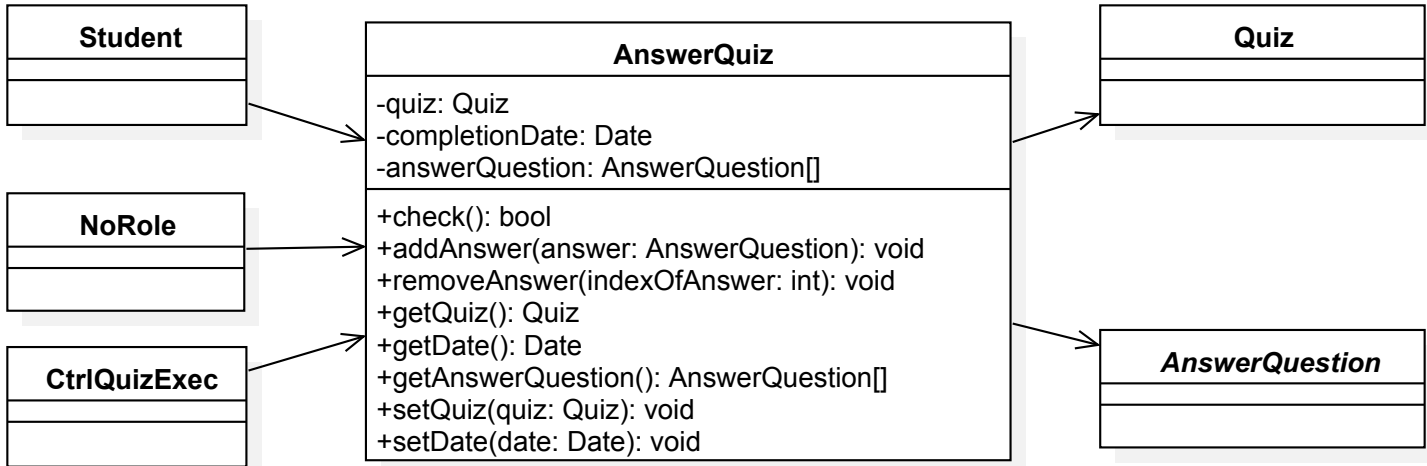 Student
NoRole
CtrlQuizExec
AnswerQuiz
-quiz: Quiz
-completionDate: Date
-answerQuestion: AnswerQuestion[]
+check(): bool
+addAnswer(answer: AnswerQuestion): void
+removeAnswer(indexOfAnswer: int): void
+getQuiz(): Quiz
+getDate(): Date
+getAnswerQuestion(): AnswerQuestion[]
+setQuiz(quiz: Quiz): void
+setDate(date: Date): void
Quiz
AnswerQuestion